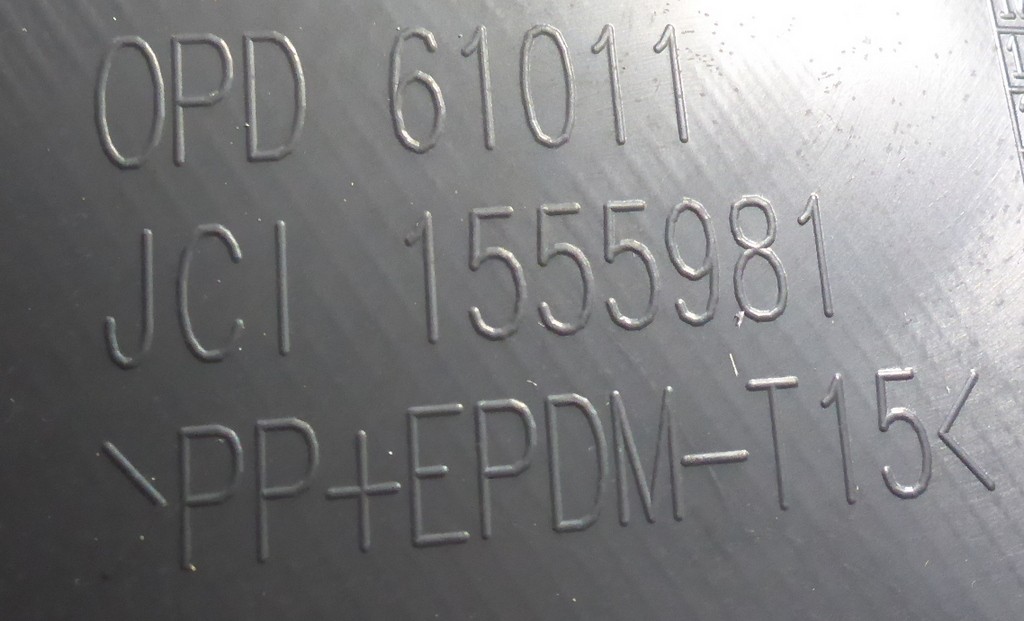 OPD 61011
JCI 1555981
>PP+EPDM-T15<